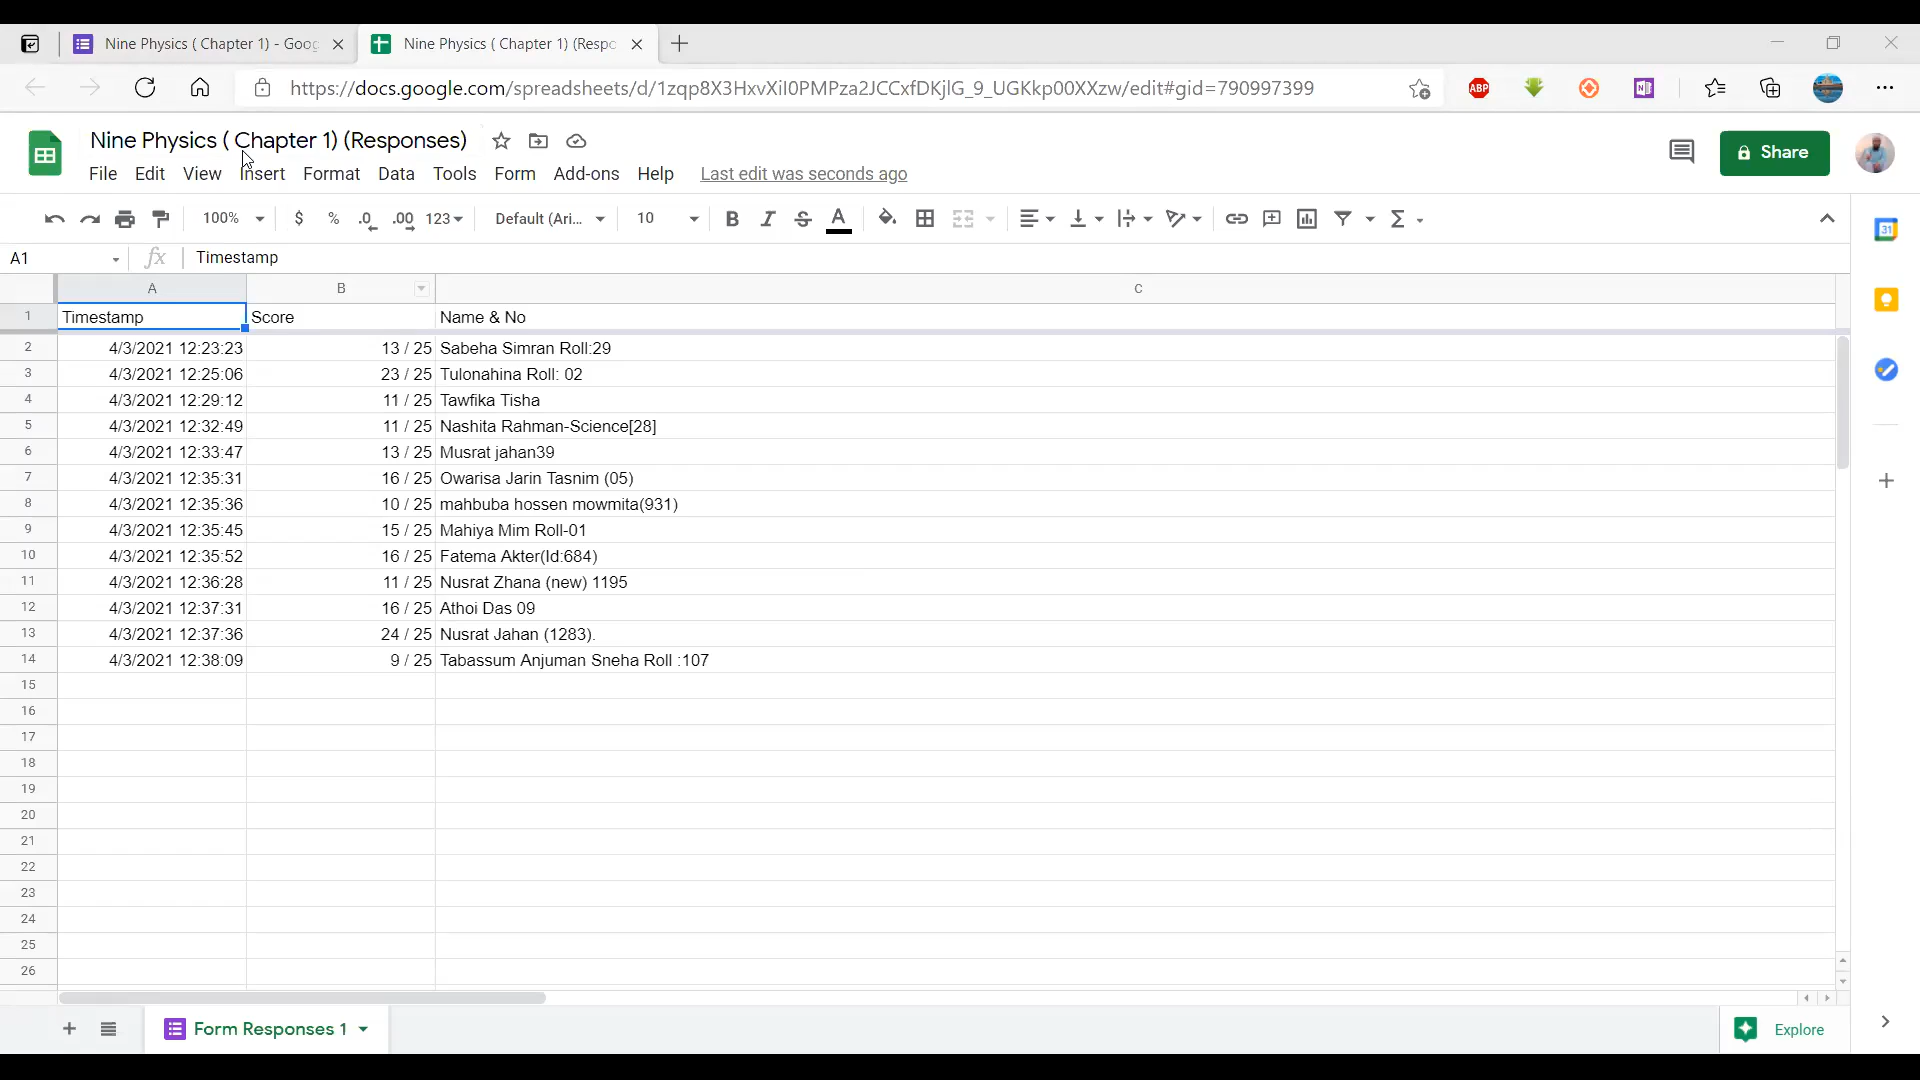 Nine Physics ( Chapter 1) - Goog
Nine Physics ( Chapter 1) (Respo
https://docs.google.com/spreadsheets/d/1zqp8X3HxvXiI0PMPza2JCCxfDKjlG_9_UGKkp00XXzw/edit#gid=790997399
ABP
Nine Physics ( Chapter 1) (Responses)
Share
File Edit View Insert Format Data Tools Form Add-ons Help Last edit was seconds ago
100% $ % .0 .00 123 Default (Ari... 10 B I S A Σ
31
A1 fx Timestamp
A B C
1 Timestamp Score Name & No
2 4/3/2021 12:23:23 13 / 25 Sabeha Simran Roll:29
3 4/3/2021 12:25:06 23 / 25 Tulonahina Roll: 02
4 4/3/2021 12:29:12 11 / 25 Tawfika Tisha
5 4/3/2021 12:32:49 11 / 25 Nashita Rahman-Science[28]
6 4/3/2021 12:33:47 13 / 25 Musrat jahan39
7 4/3/2021 12:35:31 16 / 25 Owarisa Jarin Tasnim (05)
8 4/3/2021 12:35:36 10 / 25 mahbuba hossen mowmita(931)
9 4/3/2021 12:35:45 15 / 25 Mahiya Mim Roll-01
10 4/3/2021 12:35:52 16 / 25 Fatema Akter(Id:684)
11 4/3/2021 12:36:28 11 / 25 Nusrat Zhana (new) 1195
12 4/3/2021 12:37:31 16 / 25 Athoi Das 09
13 4/3/2021 12:37:36 24 / 25 Nusrat Jahan (1283).
14 4/3/2021 12:38:09 9 / 25 Tabassum Anjuman Sneha Roll :107
15
16
17
18
19
20
21
22
23
24
25
26
Form Responses 1
Explore